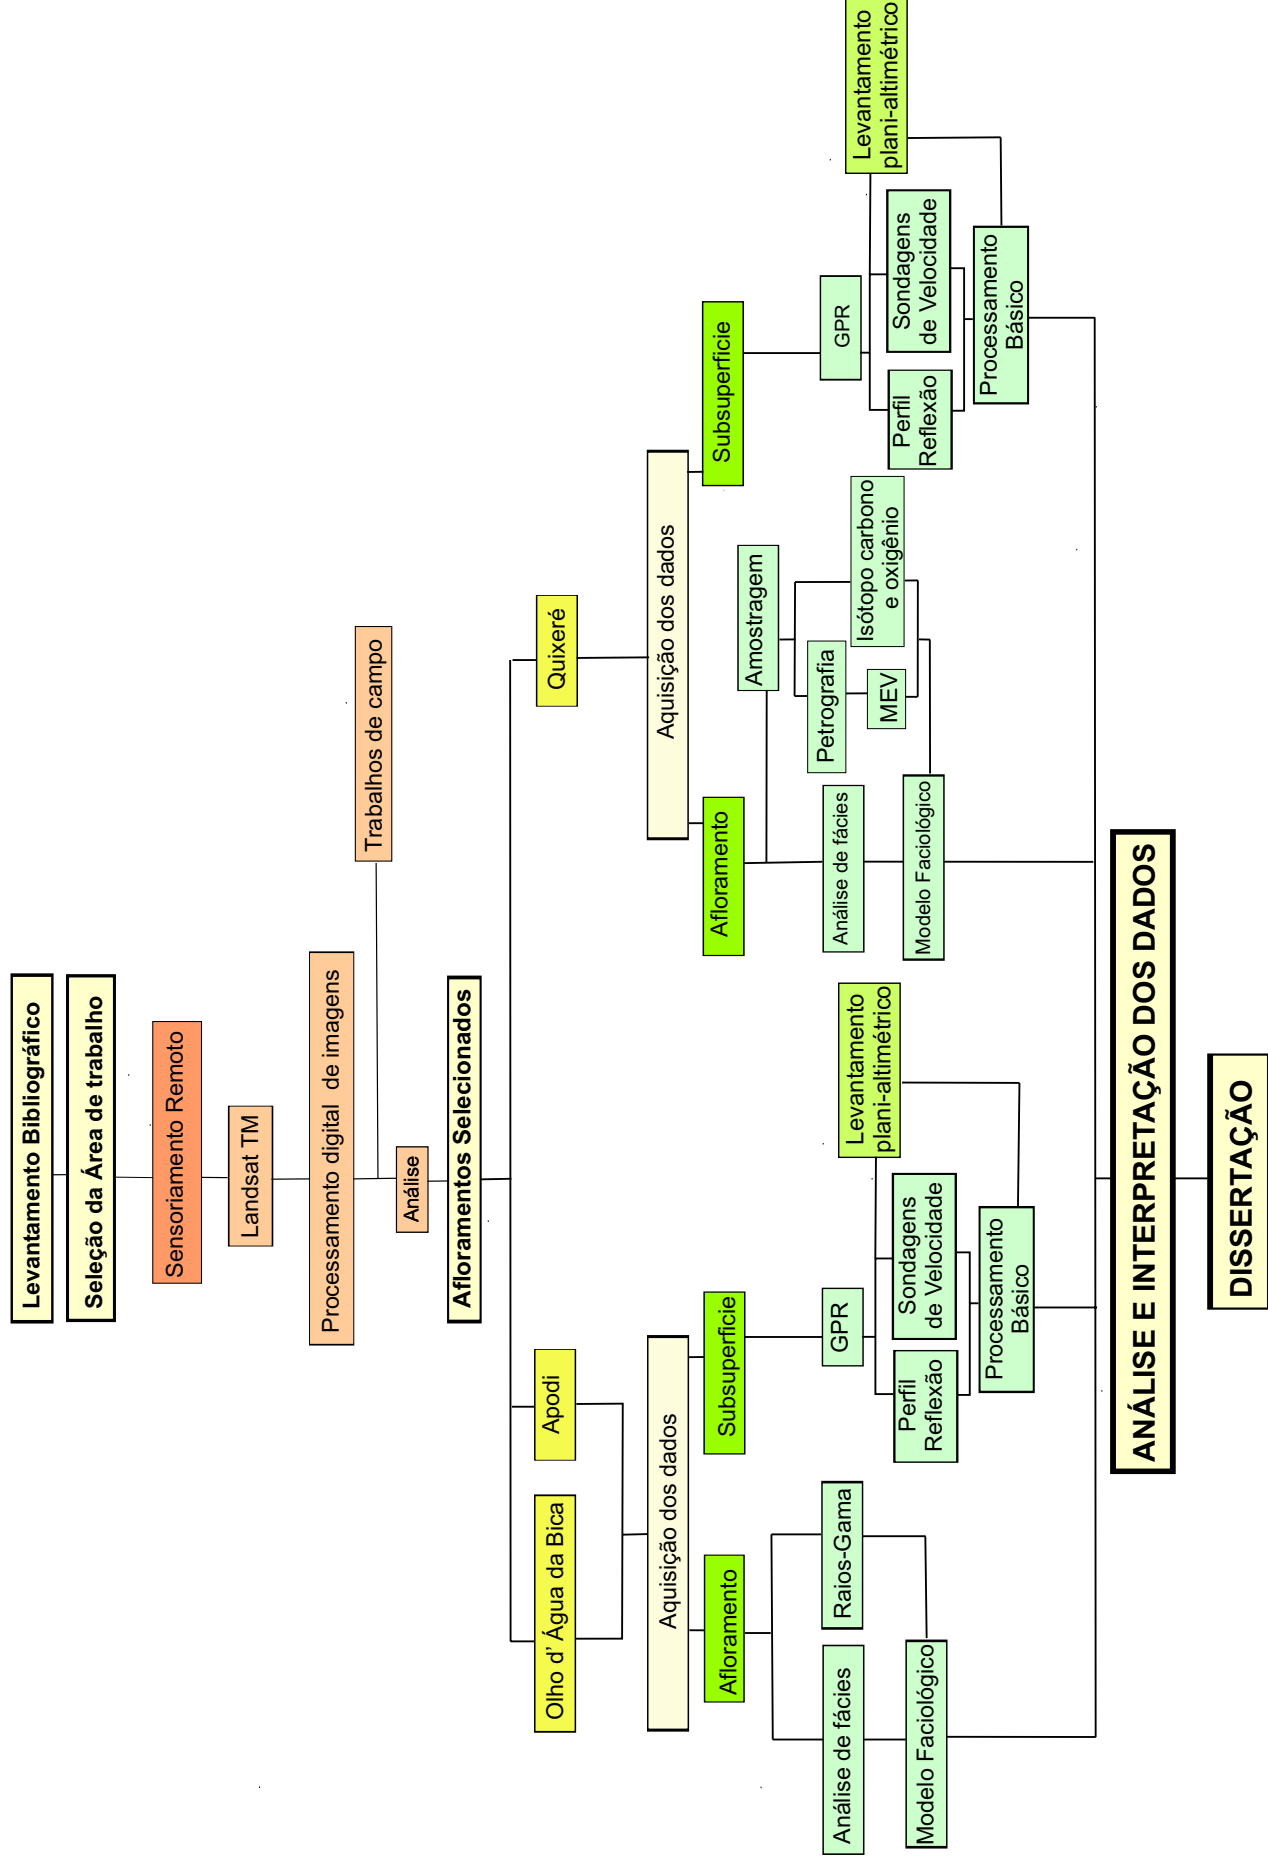 Levantamento Bibliográfico
Seleção da Área de trabalho
Sensoriamento Remoto
Landsat TM
Processamento digital de imagens
Trabalhos de campo
Análise
Afloramentos Selecionados
Olho d' Água da Bica
Apodi
Quixeré
Aquisição dos dados
Aquisição dos dados
Afloramento
Subsuperficie
Afloramento
Subsuperficie
Análise de fácies
Raios-Gama
Modelo Faciológico
GPR
Levantamento
plani-altimétrico
Perfil
Reflexão
Sondagens
de Velocidade
Processamento
Básico
Amostragem
Análise de fácies
Petrografia
MEV
Isótopo carbono
e oxigênio
Modelo Faciológico
GPR
Levantamento
plani-altimétrico
Perfil
Reflexão
Sondagens
de Velocidade
Processamento
Básico
ANÁLISE E INTERPRETAÇÃO DOS DADOS
DISSERTAÇÃO